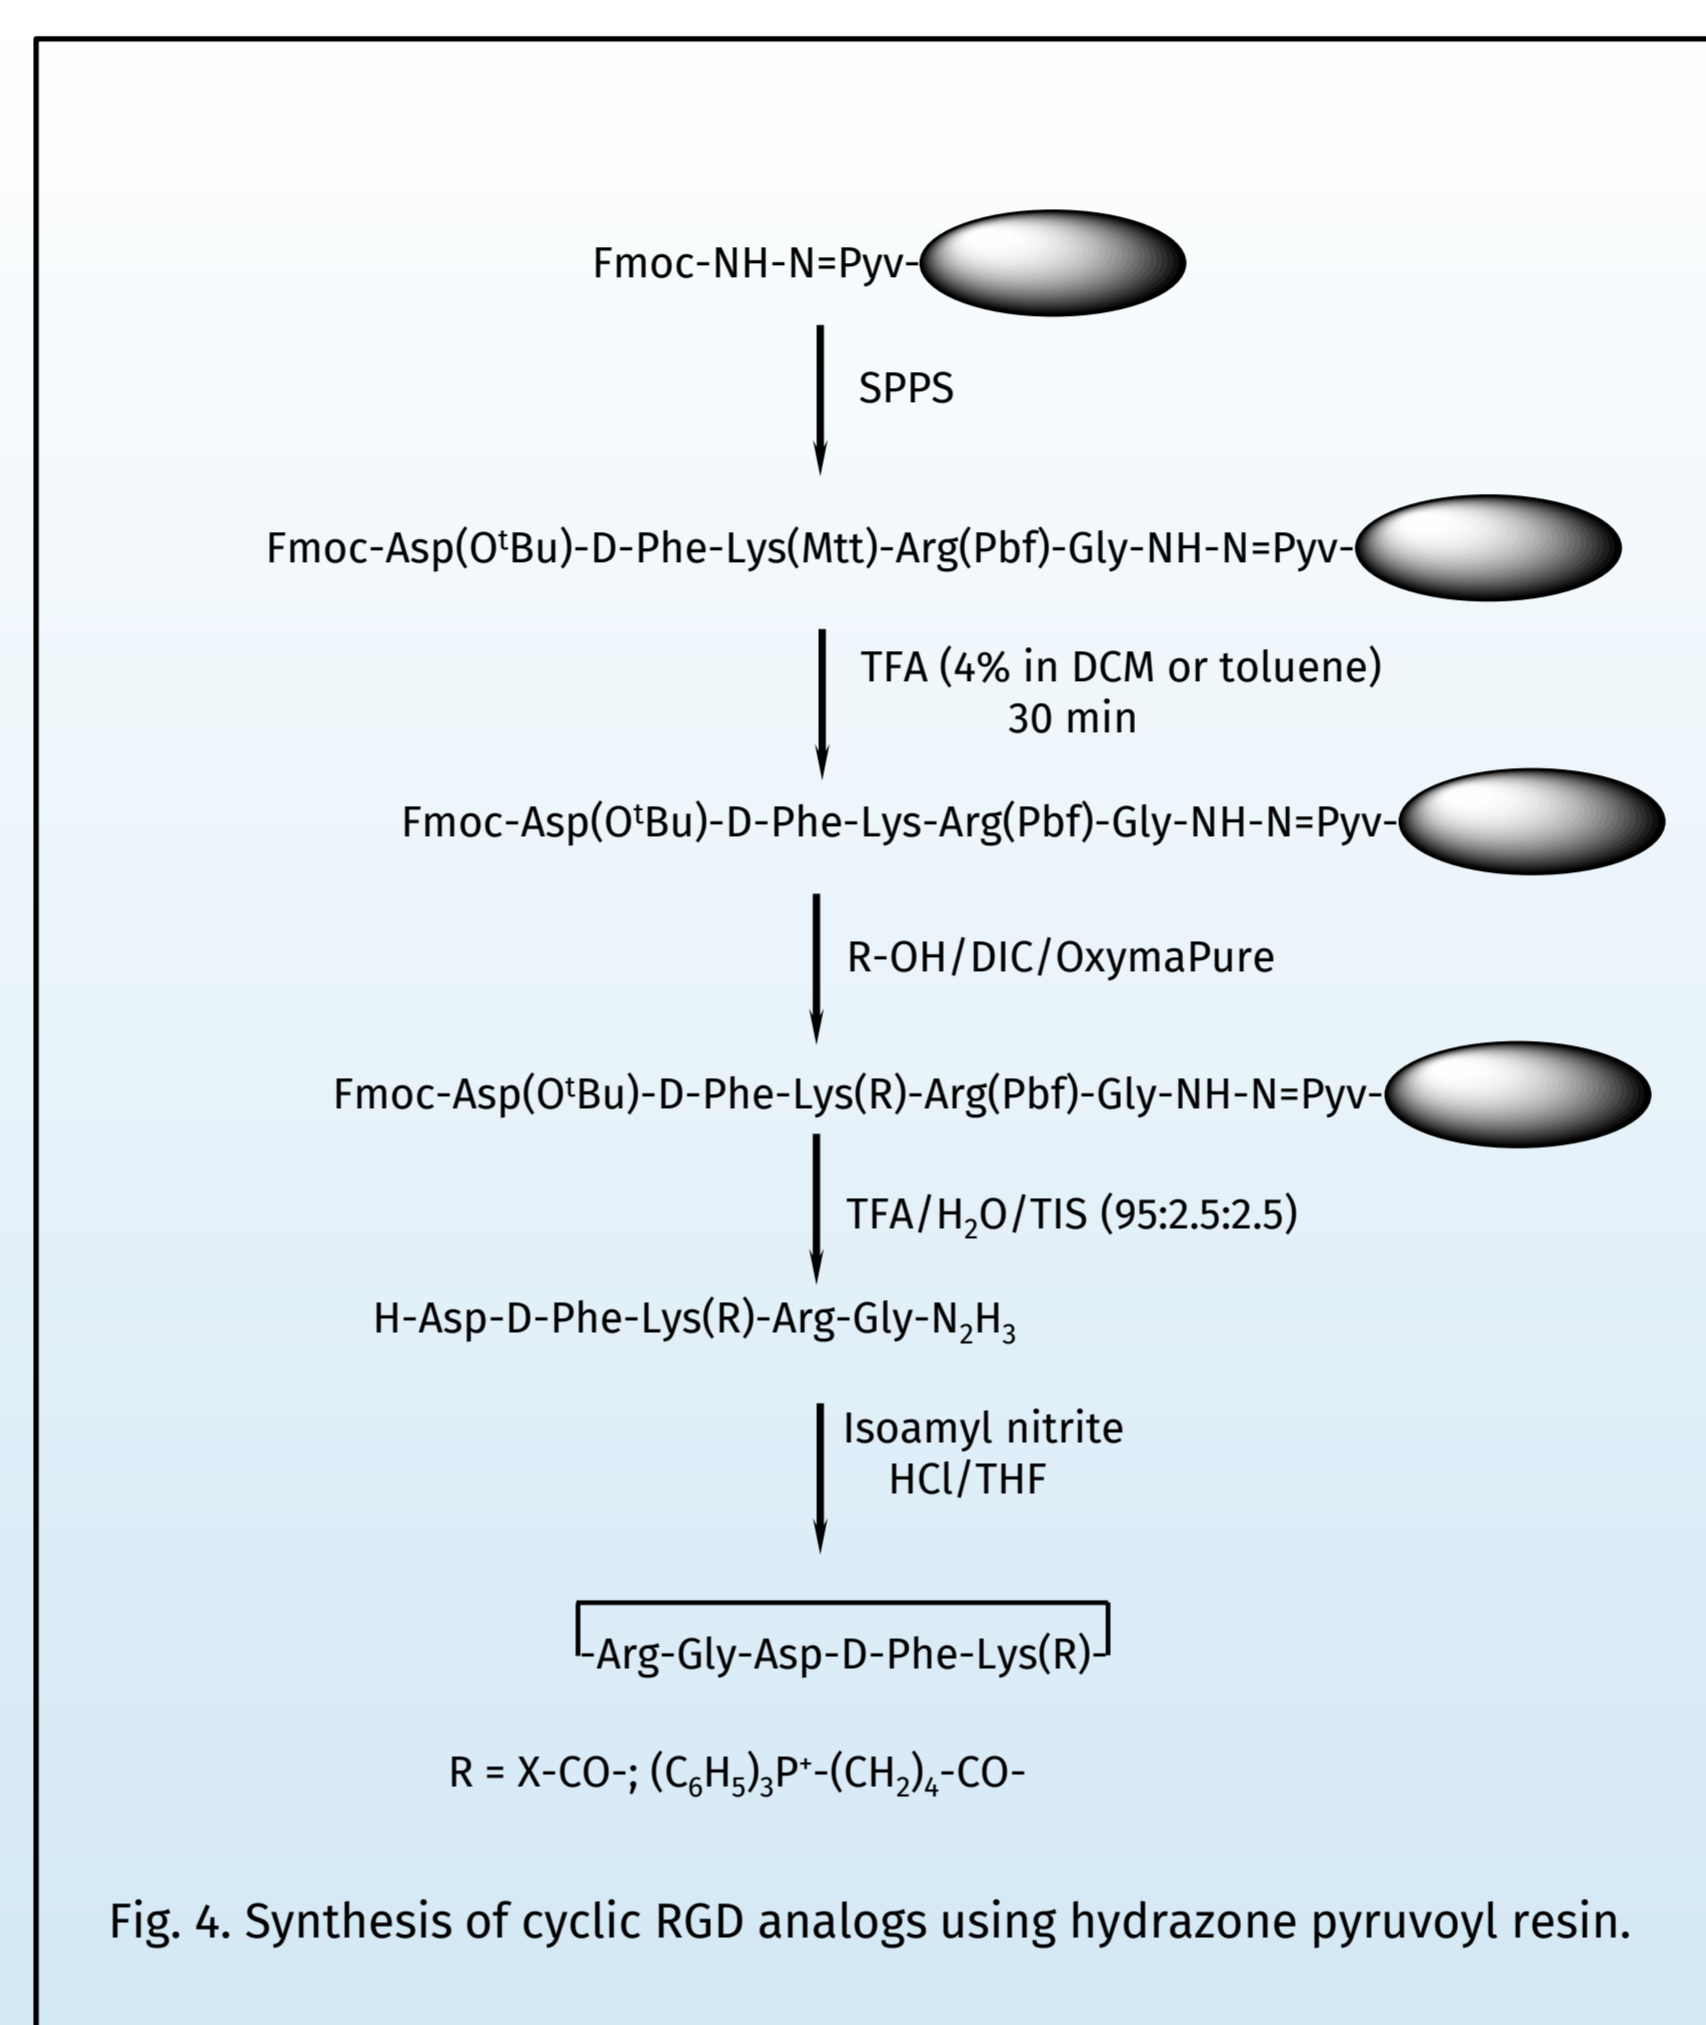 Fmoc-NH-N=Pyv-
SPPS
Fmoc-Asp(OᵗBu)-D-Phe-Lys(Mtt)-Arg(Pbf)-Gly-NH-N=Pyv-
TFA (4% in DCM or toluene)
30 min
Fmoc-Asp(OᵗBu)-D-Phe-Lys-Arg(Pbf)-Gly-NH-N=Pyv-
R-OH/DIC/OxymaPure
Fmoc-Asp(OᵗBu)-D-Phe-Lys(R)-Arg(Pbf)-Gly-NH-N=Pyv-
TFA/H₂O/TIS (95:2.5:2.5)
H-Asp-D-Phe-Lys(R)-Arg-Gly-N₂H₃
Isoamyl nitrite
HCl/THF
-Arg-Gly-Asp-D-Phe-Lys(R)-
R = X-CO-; (C₆H₅)₃P⁺-(CH₂)₄-CO-
Fig. 4. Synthesis of cyclic RGD analogs using hydrazone pyruvoyl resin.